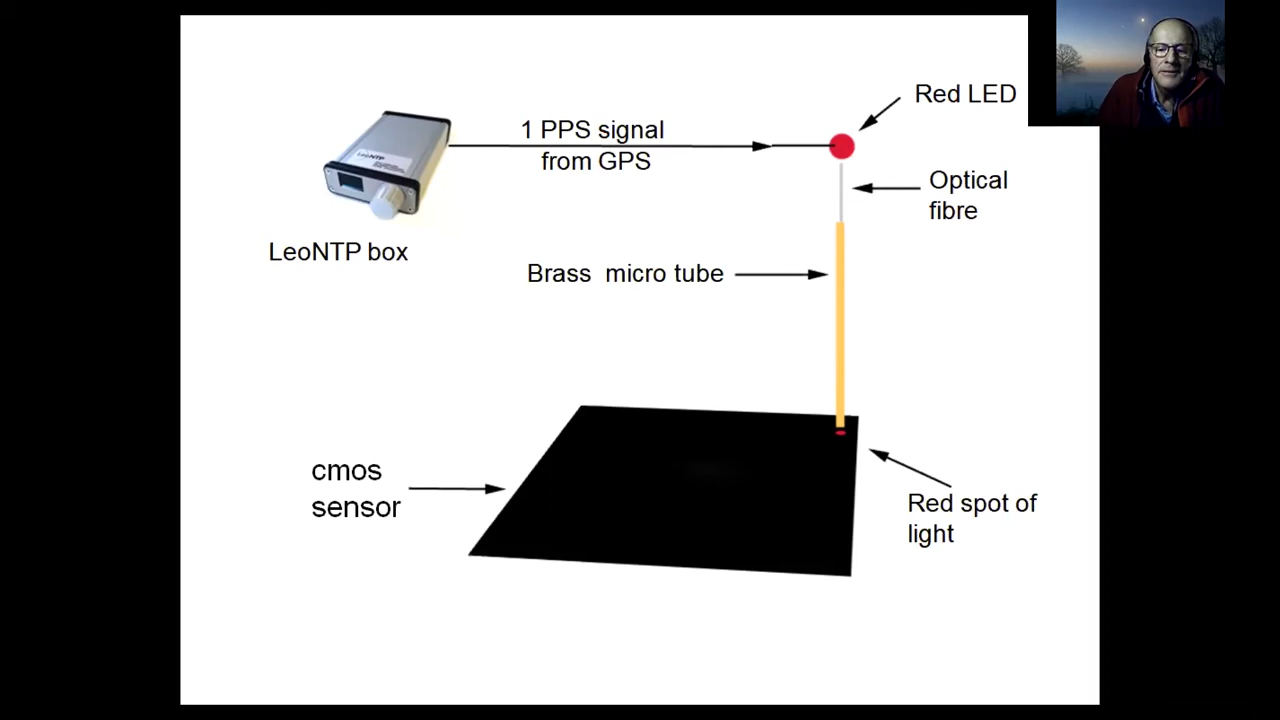 Red LED
1 PPS signal
from GPS
Optical
fibre
LeoNTP
LeoNTP box
Brass micro tube
cmos
sensor
Red spot of
light